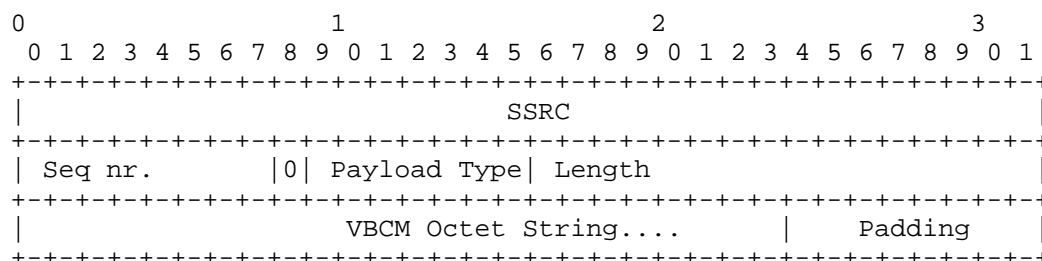 0                   1                   2                   3
 0 1 2 3 4 5 6 7 8 9 0 1 2 3 4 5 6 7 8 9 0 1 2 3 4 5 6 7 8 9 0 1
+-+-+-+-+-+-+-+-+-+-+-+-+-+-+-+-+-+-+-+-+-+-+-+-+-+-+-+-+-+-+-+-+
|                              SSRC                             |
+-+-+-+-+-+-+-+-+-+-+-+-+-+-+-+-+-+-+-+-+-+-+-+-+-+-+-+-+-+-+-+-+
| Seq nr.       |0| Payload Type| Length                        |
+-+-+-+-+-+-+-+-+-+-+-+-+-+-+-+-+-+-+-+-+-+-+-+-+-+-+-+-+-+-+-+-+
|                    VBCM Octet String....      |    Padding    |
+-+-+-+-+-+-+-+-+-+-+-+-+-+-+-+-+-+-+-+-+-+-+-+-+-+-+-+-+-+-+-+-+